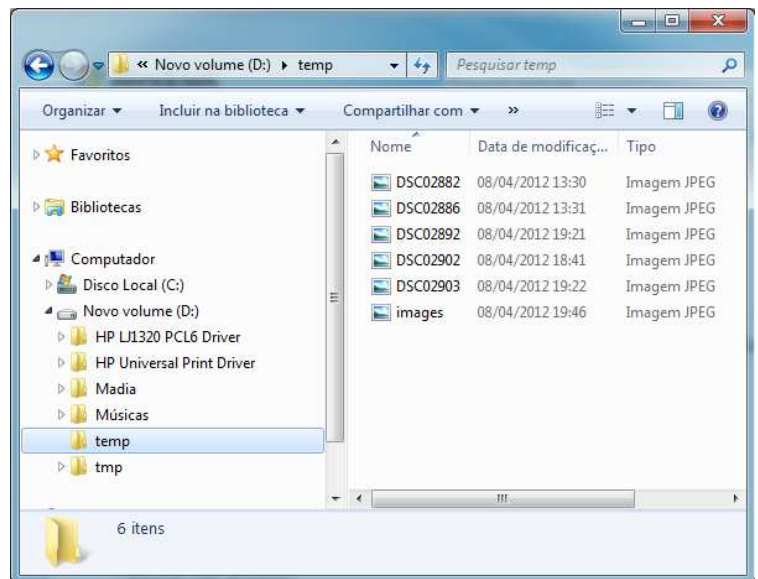 « Novo volume (D:) ▸ temp
Pesquisar temp
Organizar
Incluir na biblioteca
Compartilhar com
»
Favoritos
Bibliotecas
Computador
Disco Local (C:)
Novo volume (D:)
HP LJ1320 PCL6 Driver
HP Universal Print Driver
Madia
Músicas
temp
tmp
Nome Data de modificaç... Tipo
DSC02882 08/04/2012 13:30 Imagem JPEG
DSC02886 08/04/2012 13:31 Imagem JPEG
DSC02892 08/04/2012 19:21 Imagem JPEG
DSC02902 08/04/2012 18:41 Imagem JPEG
DSC02903 08/04/2012 19:22 Imagem JPEG
images 08/04/2012 19:46 Imagem JPEG
6 itens